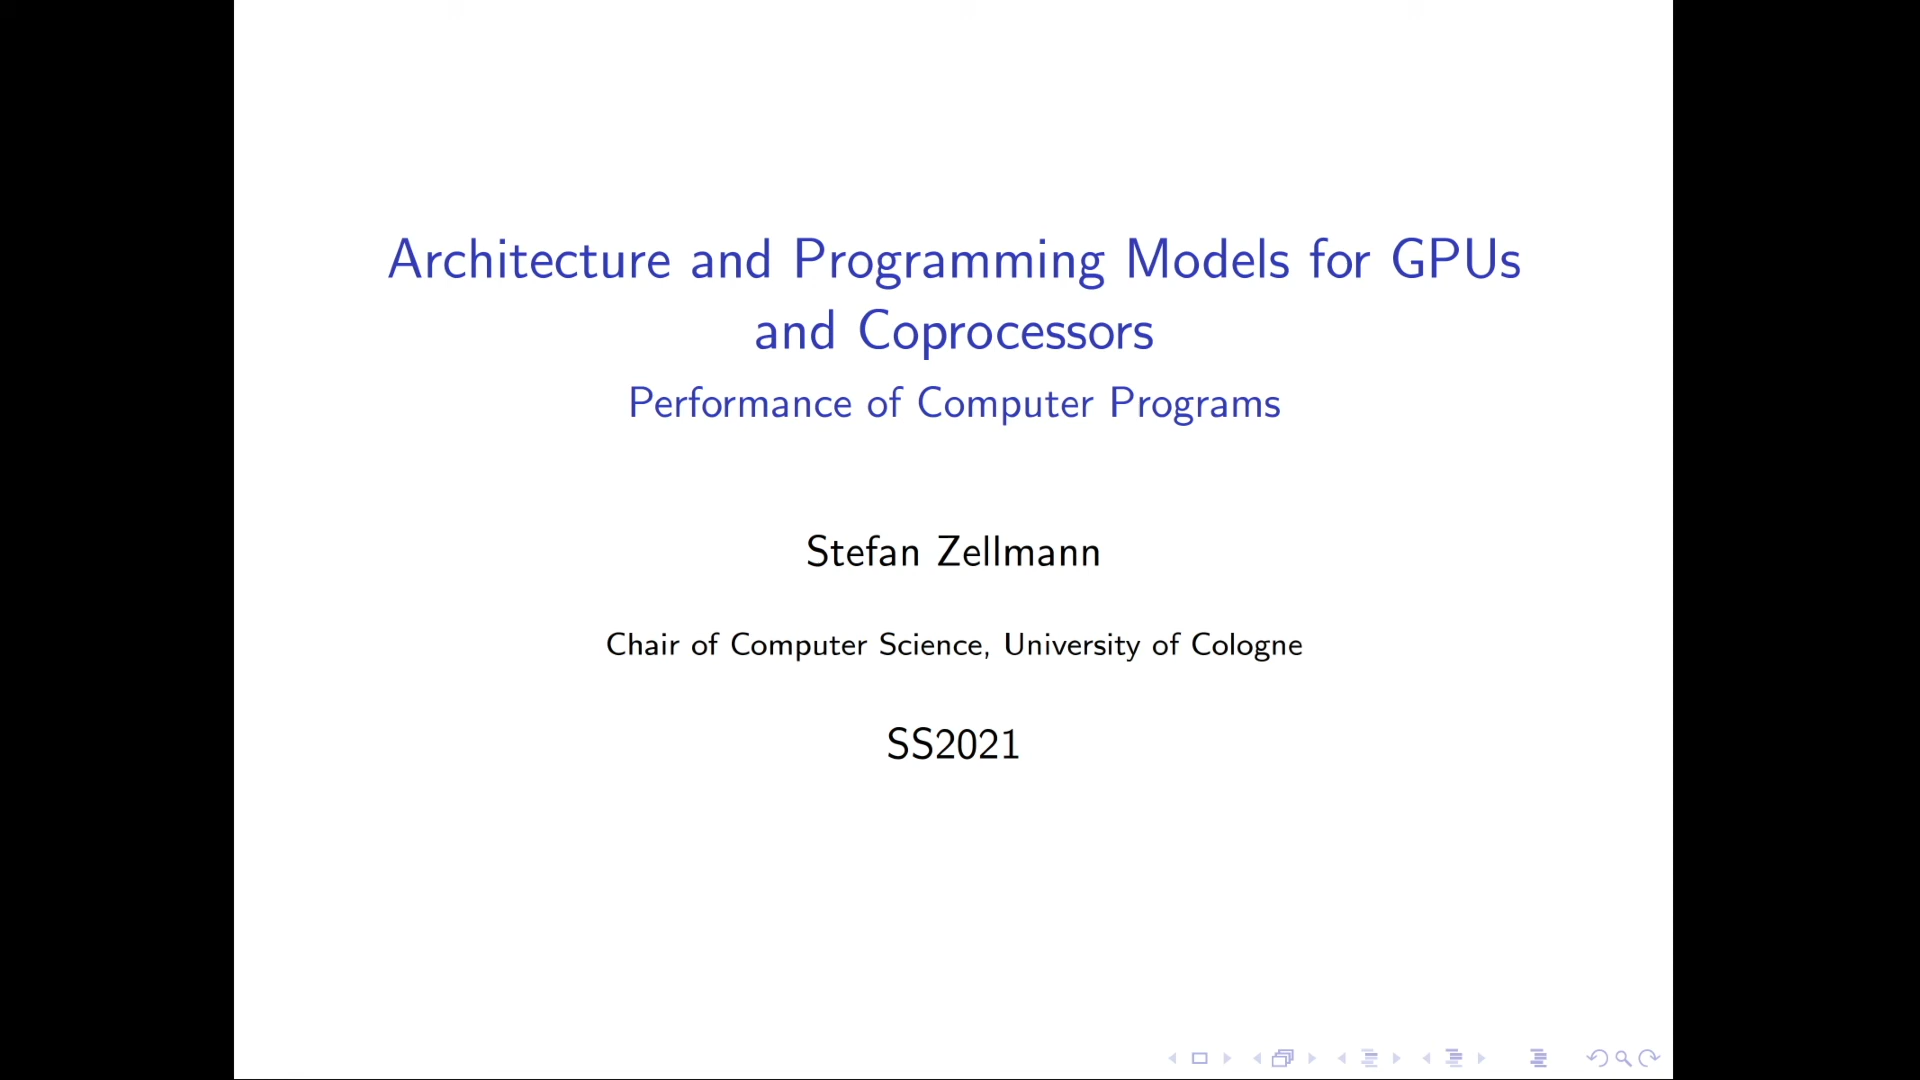 Architecture and Programming Models for GPUs
and Coprocessors
Performance of Computer Programs
Stefan Zellmann
Chair of Computer Science, University of Cologne
SS2021